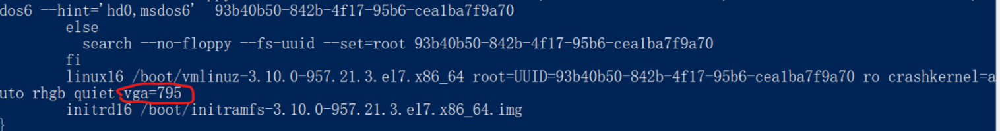 dos6 --hint='hd0,msdos6'  93b40b50-842b-4f17-95b6-cea1ba7f9a70
        else
          search --no-floppy --fs-uuid --set=root 93b40b50-842b-4f17-95b6-cea1ba7f9a70
        fi
        linux16 /boot/vmlinuz-3.10.0-957.21.3.el7.x86_64 root=UUID=93b40b50-842b-4f17-95b6-cea1ba7f9a70 ro crashkernel=a
uto rhgb quiet vga=795
        initrd16 /boot/initramfs-3.10.0-957.21.3.el7.x86_64.img
}